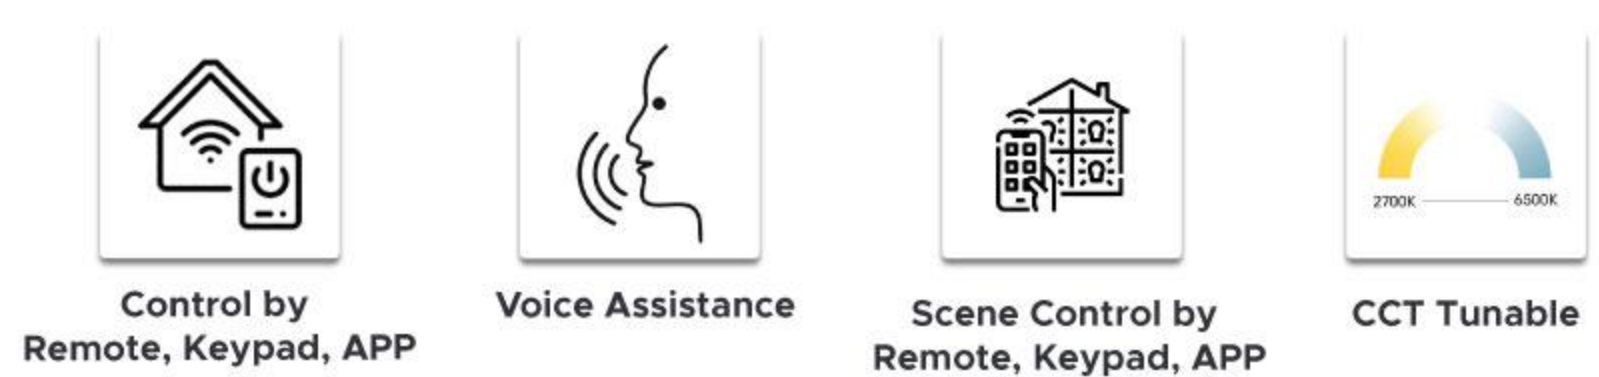 Control by
Remote, Keypad, APP
Voice Assistance
Scene Control by
Remote, Keypad, APP
2700K
6500K
CCT Tunable